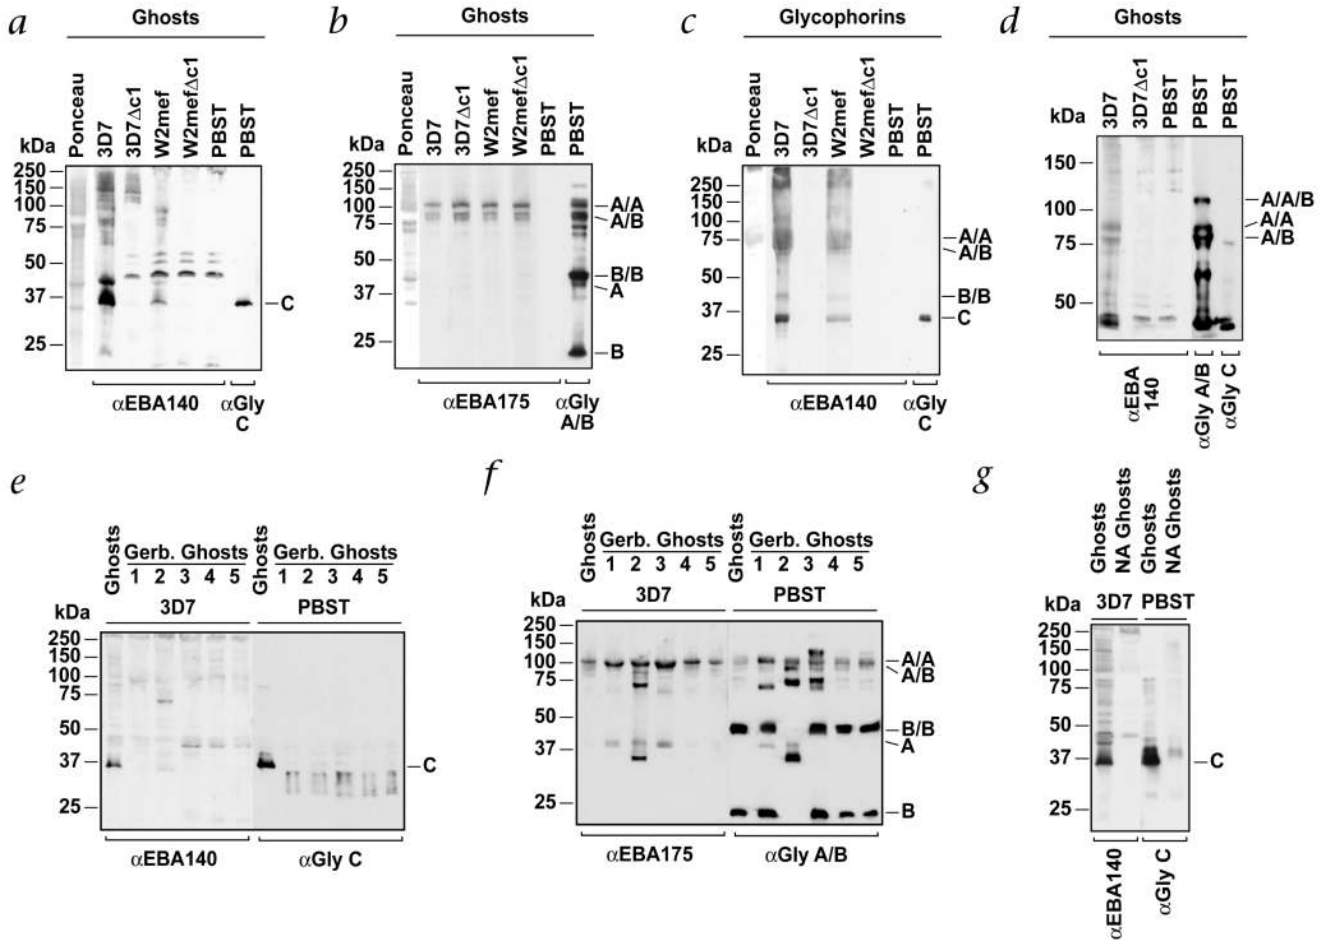 a
Ghosts
Ponceau
3D7
3D7Δc1
W2mef
W2mefΔc1
PBST
PBST
kDa
250
150
100
75
50
37
25
C
αEBA140
αGly
C
b
Ghosts
Ponceau
3D7
3D7Δc1
W2mef
W2mefΔc1
PBST
PBST
kDa
250
150
100
75
50
37
25
A/A
A/B
B/B
A
B
αEBA175
αGly
A/B
c
Glycophorins
Ponceau
3D7
3D7Δc1
W2mef
W2mefΔc1
PBST
PBST
kDa
250
150
100
75
50
37
25
A/A
A/B
B/B
C
αEBA140
αGly
C
d
Ghosts
3D7
3D7Δc1
PBST
PBST
PBST
kDa
150
100
75
50
A/A/B
A/A
A/B
αEBA
140
αGly A/B
αGly C
e
Ghosts
Gerb. Ghosts
1 2 3 4 5
3D7
Ghosts
Gerb. Ghosts
1 2 3 4 5
PBST
kDa
250
150
100
75
50
37
25
C
αEBA140
αGly C
f
Ghosts
Gerb. Ghosts
1 2 3 4 5
3D7
Ghosts
Gerb. Ghosts
1 2 3 4 5
PBST
kDa
250
150
100
75
50
37
25
A/A
A/B
B/B
A
B
αEBA175
αGly A/B
g
Ghosts
NA Ghosts
Ghosts
NA Ghosts
3D7 PBST
kDa
250
150
100
75
50
37
25
C
αEBA140
αGly C